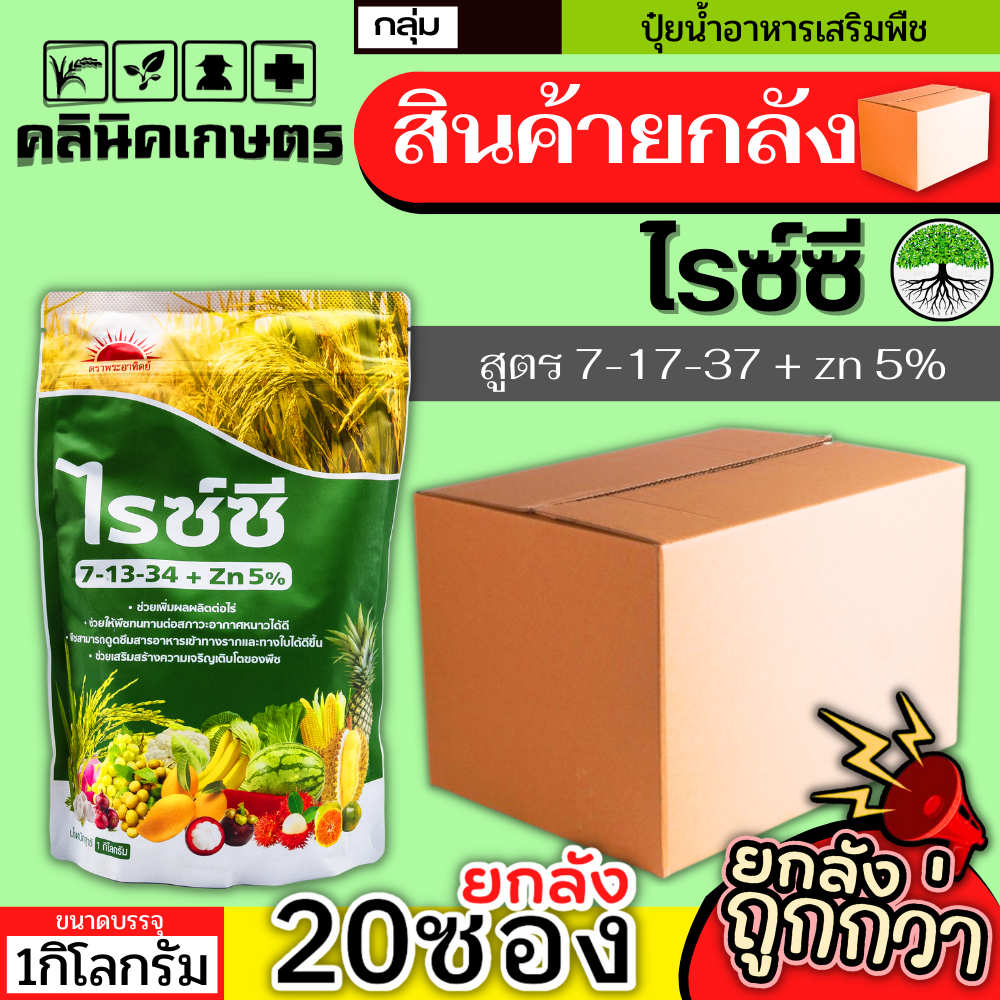 กลุ่ม
ปุ๋ยน้ำอาหารเสริมพืช
คลินิคเกษตร
สินค้ายกลัง
ไรซ์ซี
สูตร 7-17-37 + zn 5%
ตราพระอาทิตย์
ไรซ์ซี
7-13-34 + Zn 5%
• ช่วยเพิ่มผลผลิตต่อไร่
• ช่วยให้พืชทนทานต่อสภาวะอากาศหนาวได้ดี
• พืชสามารถดูดซึมสารอาหารเข้าทางรากและทางใบได้ดีขึ้น
• ช่วยเสริมสร้างความเจริญเติบโตของพืช
น้ำหนักสุทธิ 1 กิโลกรัม
ขนาดบรรจุ
1กิโลกรัม
ยกลัง
20ซอง
ยกลัง
ถูกกว่า